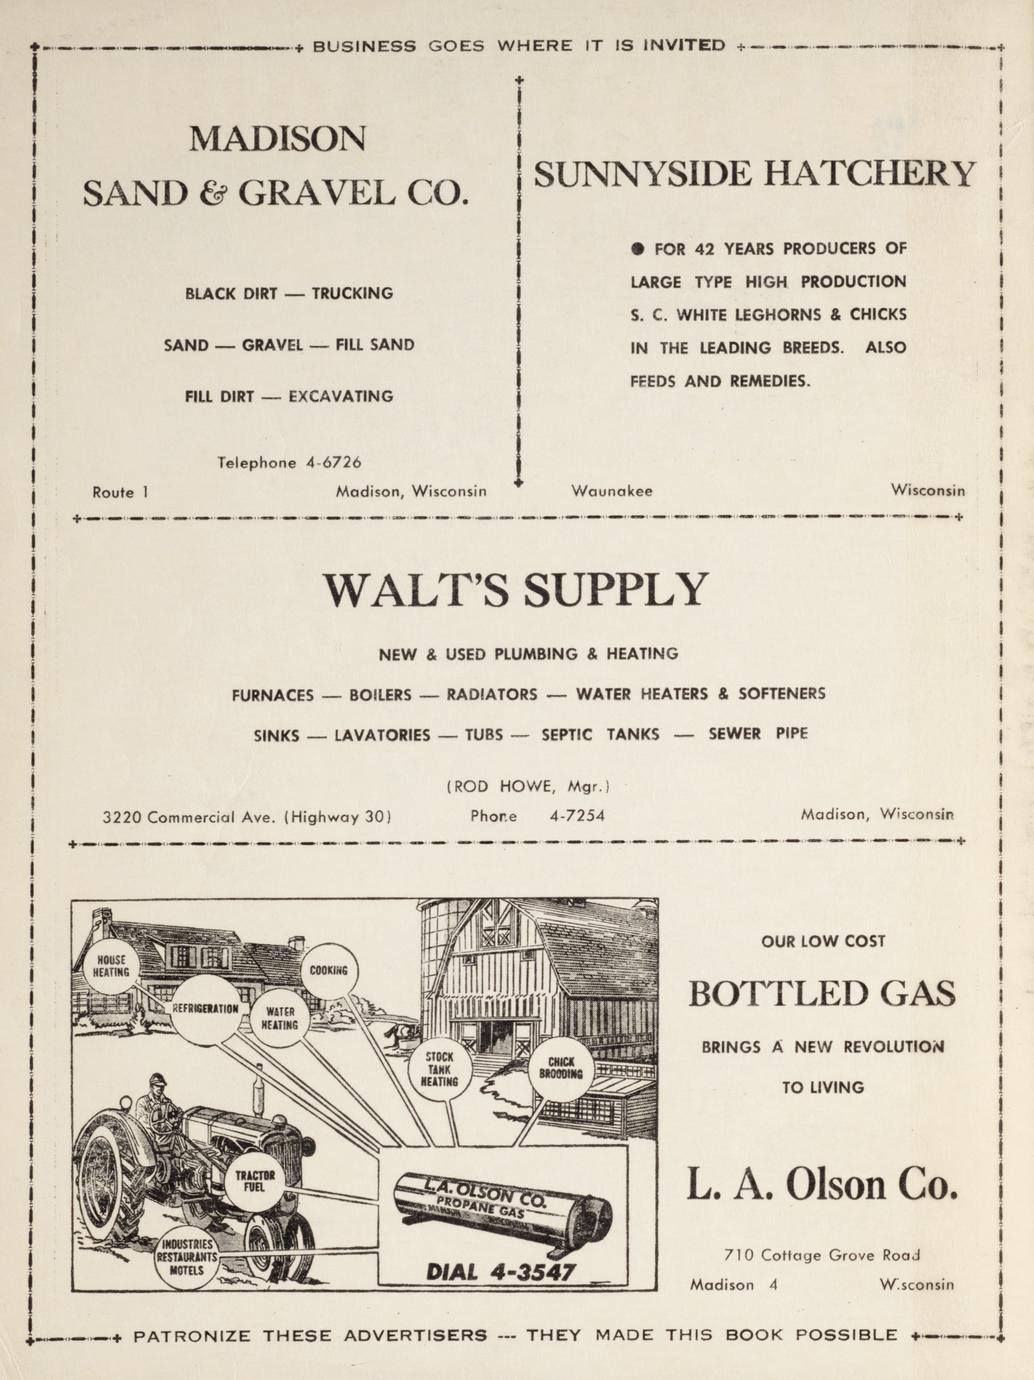 BUSINESS GOES WHERE IT IS INVITED
MADISON
SAND & GRAVEL CO.
BLACK DIRT — TRUCKING
SAND — GRAVEL — FILL SAND
FILL DIRT — EXCAVATING
Telephone 4-6726
Route 1 Madison, Wisconsin
SUNNYSIDE HATCHERY
● FOR 42 YEARS PRODUCERS OF
LARGE TYPE HIGH PRODUCTION
S. C. WHITE LEGHORNS & CHICKS
IN THE LEADING BREEDS. ALSO
FEEDS AND REMEDIES.
Waunakee Wisconsin
WALT'S SUPPLY
NEW & USED PLUMBING & HEATING
FURNACES — BOILERS — RADIATORS — WATER HEATERS & SOFTENERS
SINKS — LAVATORIES — TUBS — SEPTIC TANKS — SEWER PIPE
(ROD HOWE, Mgr.)
3220 Commercial Ave. (Highway 30) Phone 4-7254 Madison, Wisconsin
HOUSE
HEATING
REFRIGERATION
WATER
HEATING
COOKING
STOCK
TANK
HEATING
CHICK
BROODING
TRACTOR
FUEL
INDUSTRIES
RESTAURANTS
MOTELS
L.A. OLSON CO.
PROPANE GAS
MADISON WISCONSIN
DIAL 4-3547
OUR LOW COST
BOTTLED GAS
BRINGS A NEW REVOLUTION
TO LIVING
L. A. Olson Co.
710 Cottage Grove Road
Madison 4 Wisconsin
PATRONIZE THESE ADVERTISERS --- THEY MADE THIS BOOK POSSIBLE